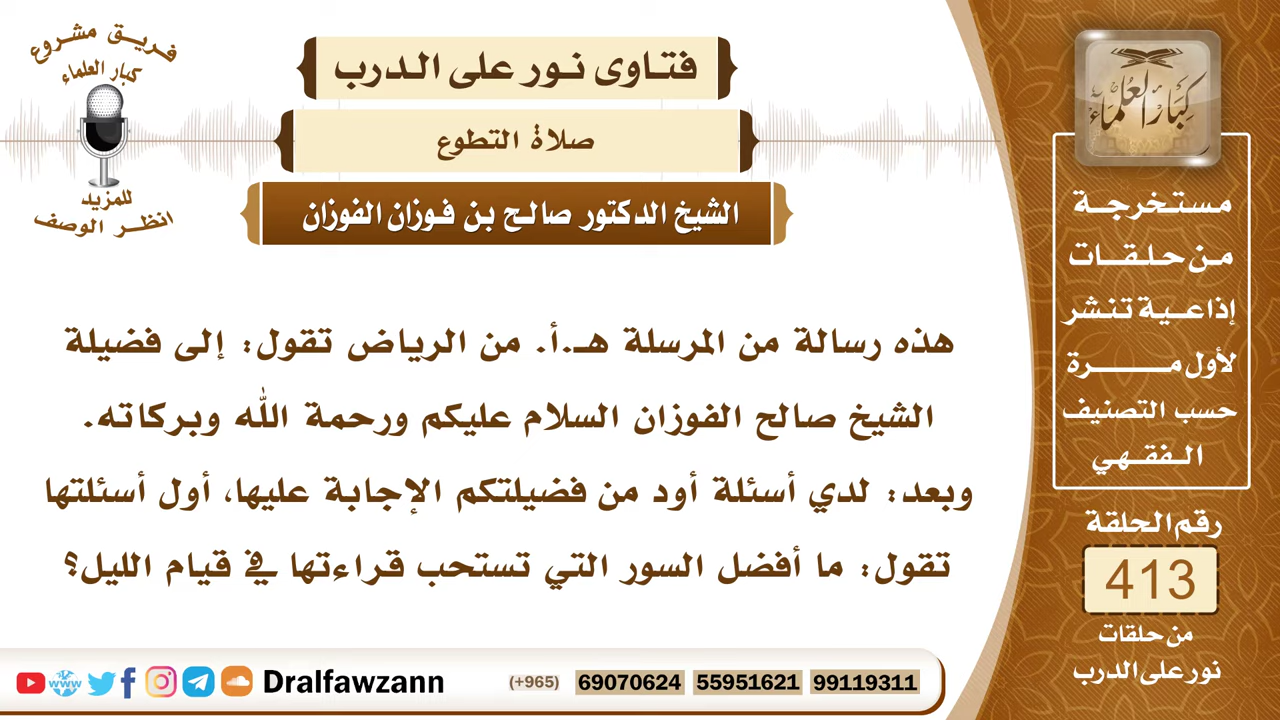 فريق مشروع
كبار العلماء
للمزيد
انظر الوصف
فتاوى نور على الدرب
صلاة التطوع
الشيخ الدكتور صالح بن فوزان الفوزان
هذه رسالة من المرسلة هـ.أ. من الرياض تقول: إلى فضيلة
الشيخ صالح الفوزان السلام عليكم ورحمة الله وبركاته.
وبعد: لدي أسئلة أود من فضيلتكم الإجابة عليها، أول أسئلتها
تقول: ما أفضل السور التي تستحب قراءتها في قيام الليل؟
كِبَارُ العُلَمَاء
مستخرجة
من حلقات
إذاعية تنشر
لأول مرة
حسب التصنيف
الفقهي
رقم الحلقة
413
من حلقات
نور على الدرب
www Dralfawzann (+965) 69070624 55951621 99119311